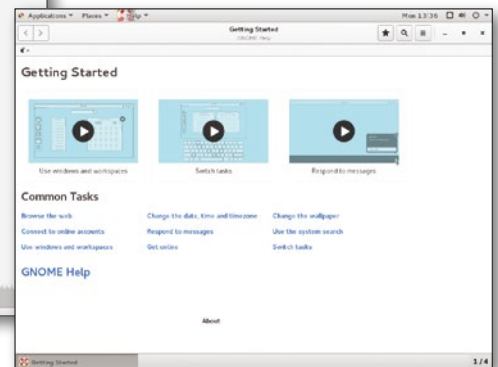 Applications Places Help Mon 13:36
Getting Started
GNOME Help
Getting Started
Use windows and workspaces Switch tasks Respond to messages
Common Tasks
Browse the web Change the date, time and timezone Change the wallpaper
Connect to online accounts Respond to messages Use the system search
Use windows and workspaces Get online Switch tasks
GNOME Help
About
Getting Started 1 / 4